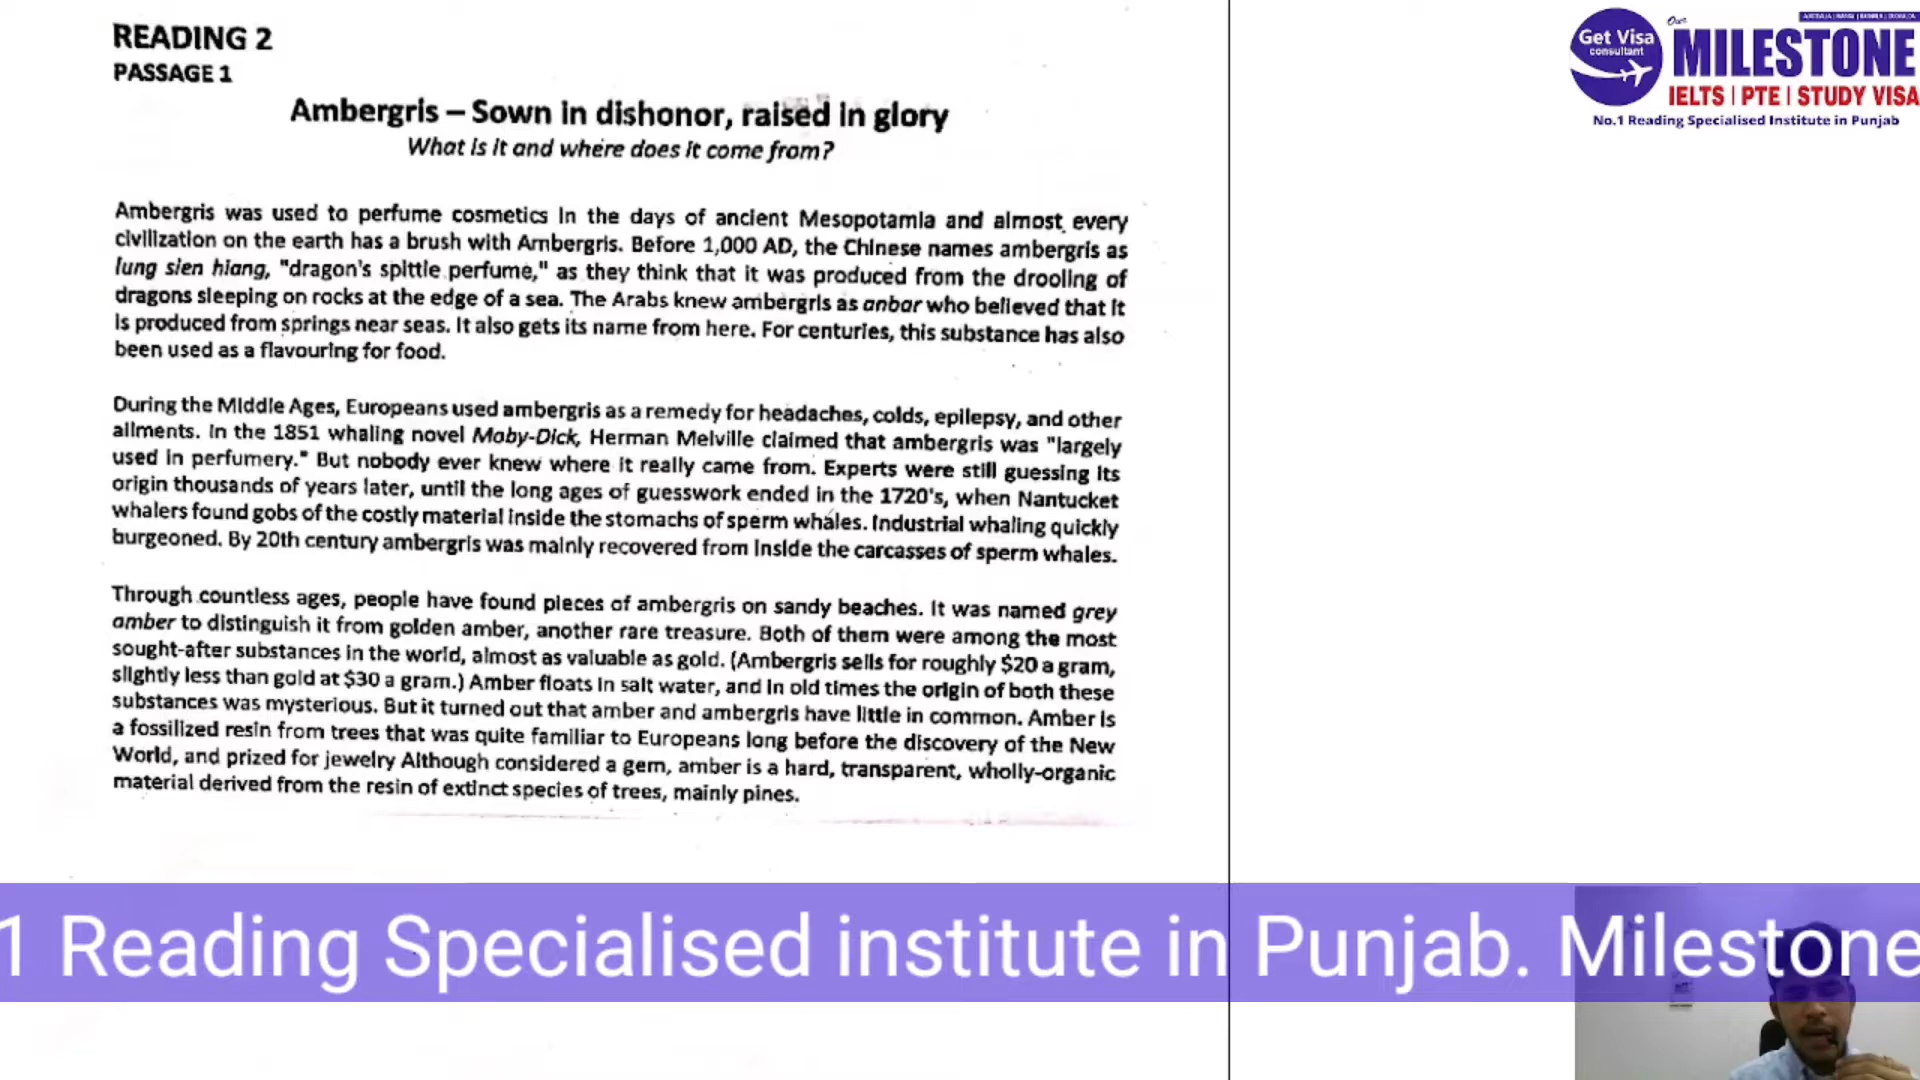 READING 2
PASSAGE 1
Ambergris – Sown in dishonor, raised in glory
What is it and where does it come from?
Ambergris was used to perfume cosmetics in the days of ancient Mesopotamia and almost every
civilization on the earth has a brush with Ambergris. Before 1,000 AD, the Chinese names ambergris as
lung sien hiang, "dragon's spittle perfume," as they think that it was produced from the drooling of
dragons sleeping on rocks at the edge of a sea. The Arabs knew ambergris as anbar who believed that it
is produced from springs near seas. It also gets its name from here. For centuries, this substance has also
been used as a flavouring for food.
During the Middle Ages, Europeans used ambergris as a remedy for headaches, colds, epilepsy, and other
ailments. In the 1851 whaling novel Moby-Dick, Herman Melville claimed that ambergris was "largely
used in perfumery." But nobody ever knew where it really came from. Experts were still guessing its
origin thousands of years later, until the long ages of guesswork ended in the 1720's, when Nantucket
whalers found gobs of the costly material inside the stomachs of sperm whales. Industrial whaling quickly
burgeoned. By 20th century ambergris was mainly recovered from inside the carcasses of sperm whales.
Through countless ages, people have found pieces of ambergris on sandy beaches. It was named grey
amber to distinguish it from golden amber, another rare treasure. Both of them were among the most
sought-after substances in the world, almost as valuable as gold. (Ambergris sells for roughly $20 a gram,
slightly less than gold at $30 a gram.) Amber floats in salt water, and in old times the origin of both these
substances was mysterious. But it turned out that amber and ambergris have little in common. Amber is
a fossilized resin from trees that was quite familiar to Europeans long before the discovery of the New
World, and prized for jewelry Although considered a gem, amber is a hard, transparent, wholly-organic
material derived from the resin of extinct species of trees, mainly pines.
Get Visa
consultant
Our
MILESTONE
IELTS | PTE | STUDY VISA
No.1 Reading Specialised Institute in Punjab
1 Reading Specialised institute in Punjab. Milestone